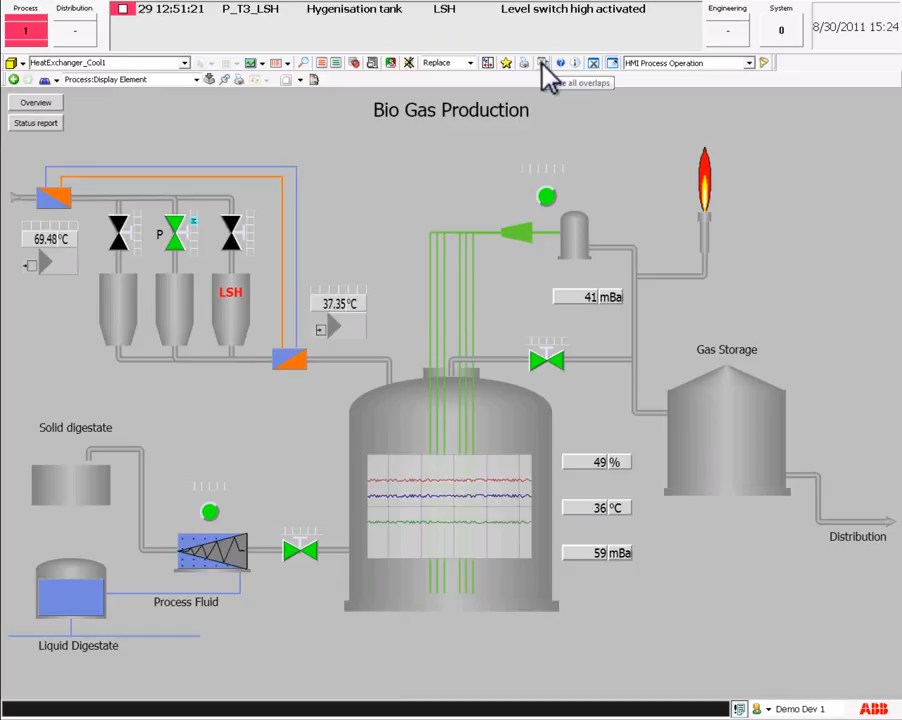 Process
Distribution
1
-
29 12:51:21 P_T3_LSH Hygenisation tank LSH Level switch high activated
Engineering
System
-
0
8/30/2011 15:24
HeatExchanger_Cool1
Replace
HMI Process Operation
Process:Display Element
all overlaps
Overview
Status report
Bio Gas Production
69.48°C
P
M
LSH
37.35°C
41 mBa
Gas Storage
Solid digestate
49 %
36 °C
59 mBa
Distribution
Process Fluid
Liquid Digestate
Demo Dev 1
ABB